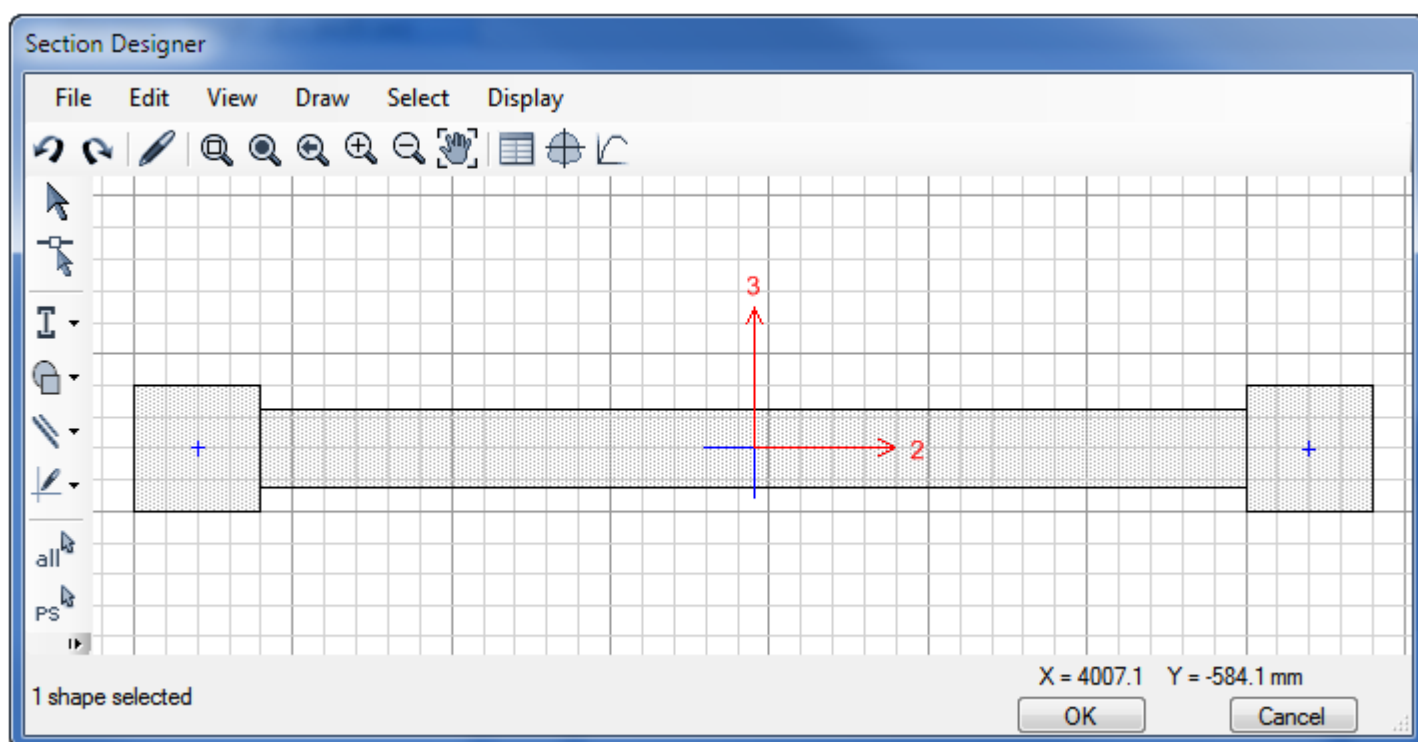 Section Designer
File Edit View Draw Select Display
3
2
all
PS
X = 4007.1 Y = -584.1 mm
1 shape selected
OK Cancel